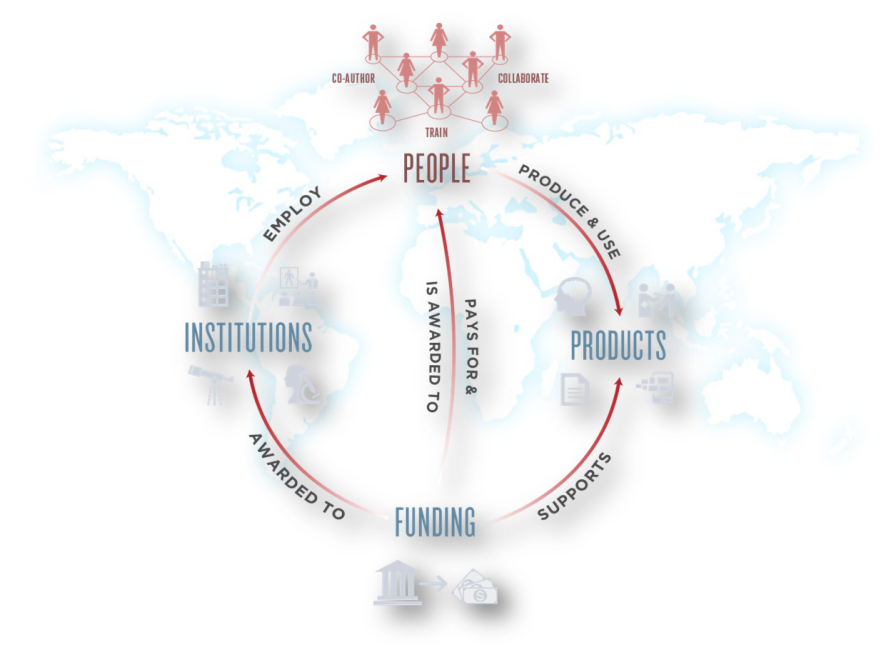 CO-AUTHOR
COLLABORATE
TRAIN
PEOPLE
EMPLOY
PRODUCE & USE
IS AWARDED TO
PAYS FOR &
INSTITUTIONS
PRODUCTS
AWARDED TO
SUPPORTS
FUNDING
$